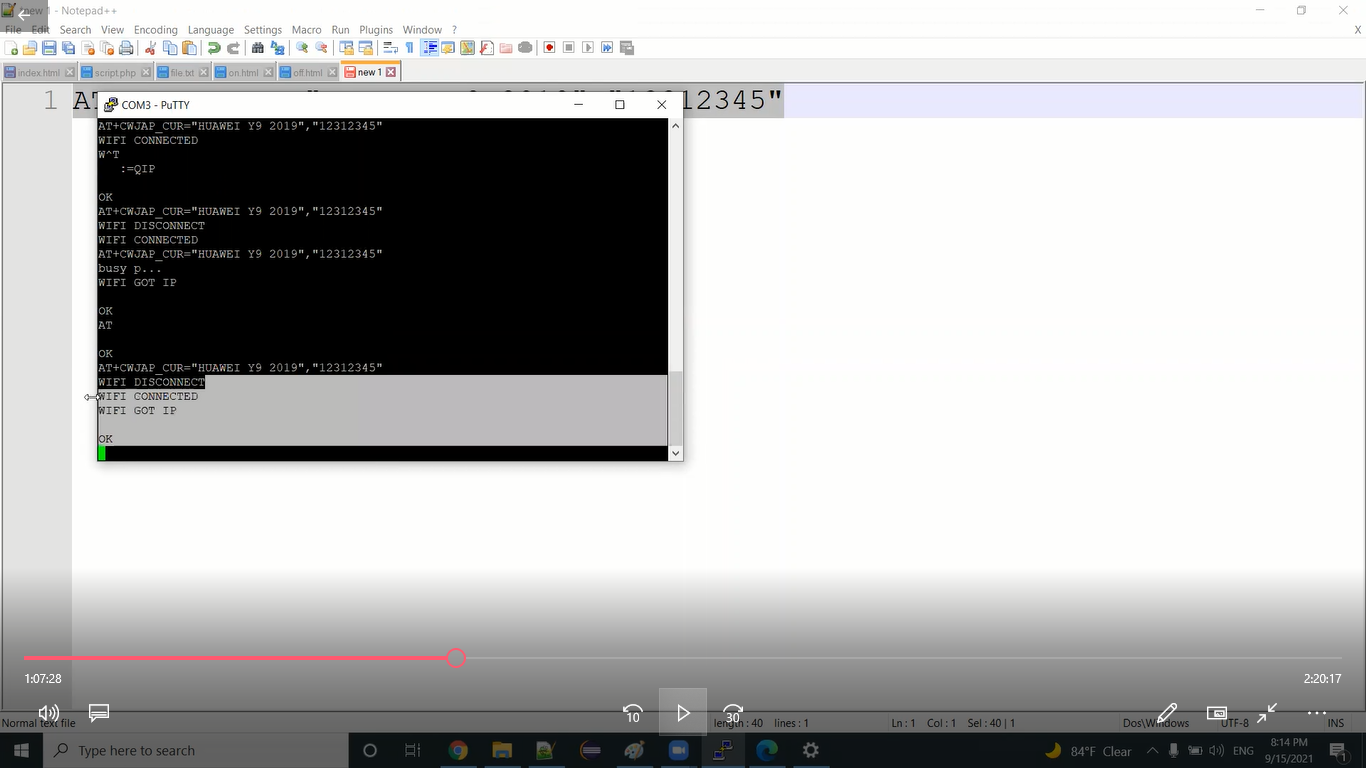 new 1 - Notepad++
File Edit Search View Encoding Language Settings Macro Run Plugins Window ?
X
index.html script.php file.txt on.html off.html new 1
1
12345"
COM3 - PuTTY
AT+CWJAP_CUR="HUAWEI Y9 2019","12312345"
WIFI CONNECTED
W^T
:=QIP
OK
AT+CWJAP_CUR="HUAWEI Y9 2019","12312345"
WIFI DISCONNECT
WIFI CONNECTED
AT+CWJAP_CUR="HUAWEI Y9 2019","12312345"
busy p...
WIFI GOT IP
OK
AT
OK
AT+CWJAP_CUR="HUAWEI Y9 2019","12312345"
WIFI DISCONNECT
WIFI CONNECTED
WIFI GOT IP
OK
1:07:28
2:20:17
10
30
Normal text file
length : 40 lines : 1
Ln : 1 Col : 1 Sel : 40 | 1
Dos\Windows
UTF-8
INS
Type here to search
84°F Clear
ENG
8:14 PM
9/15/2021
1